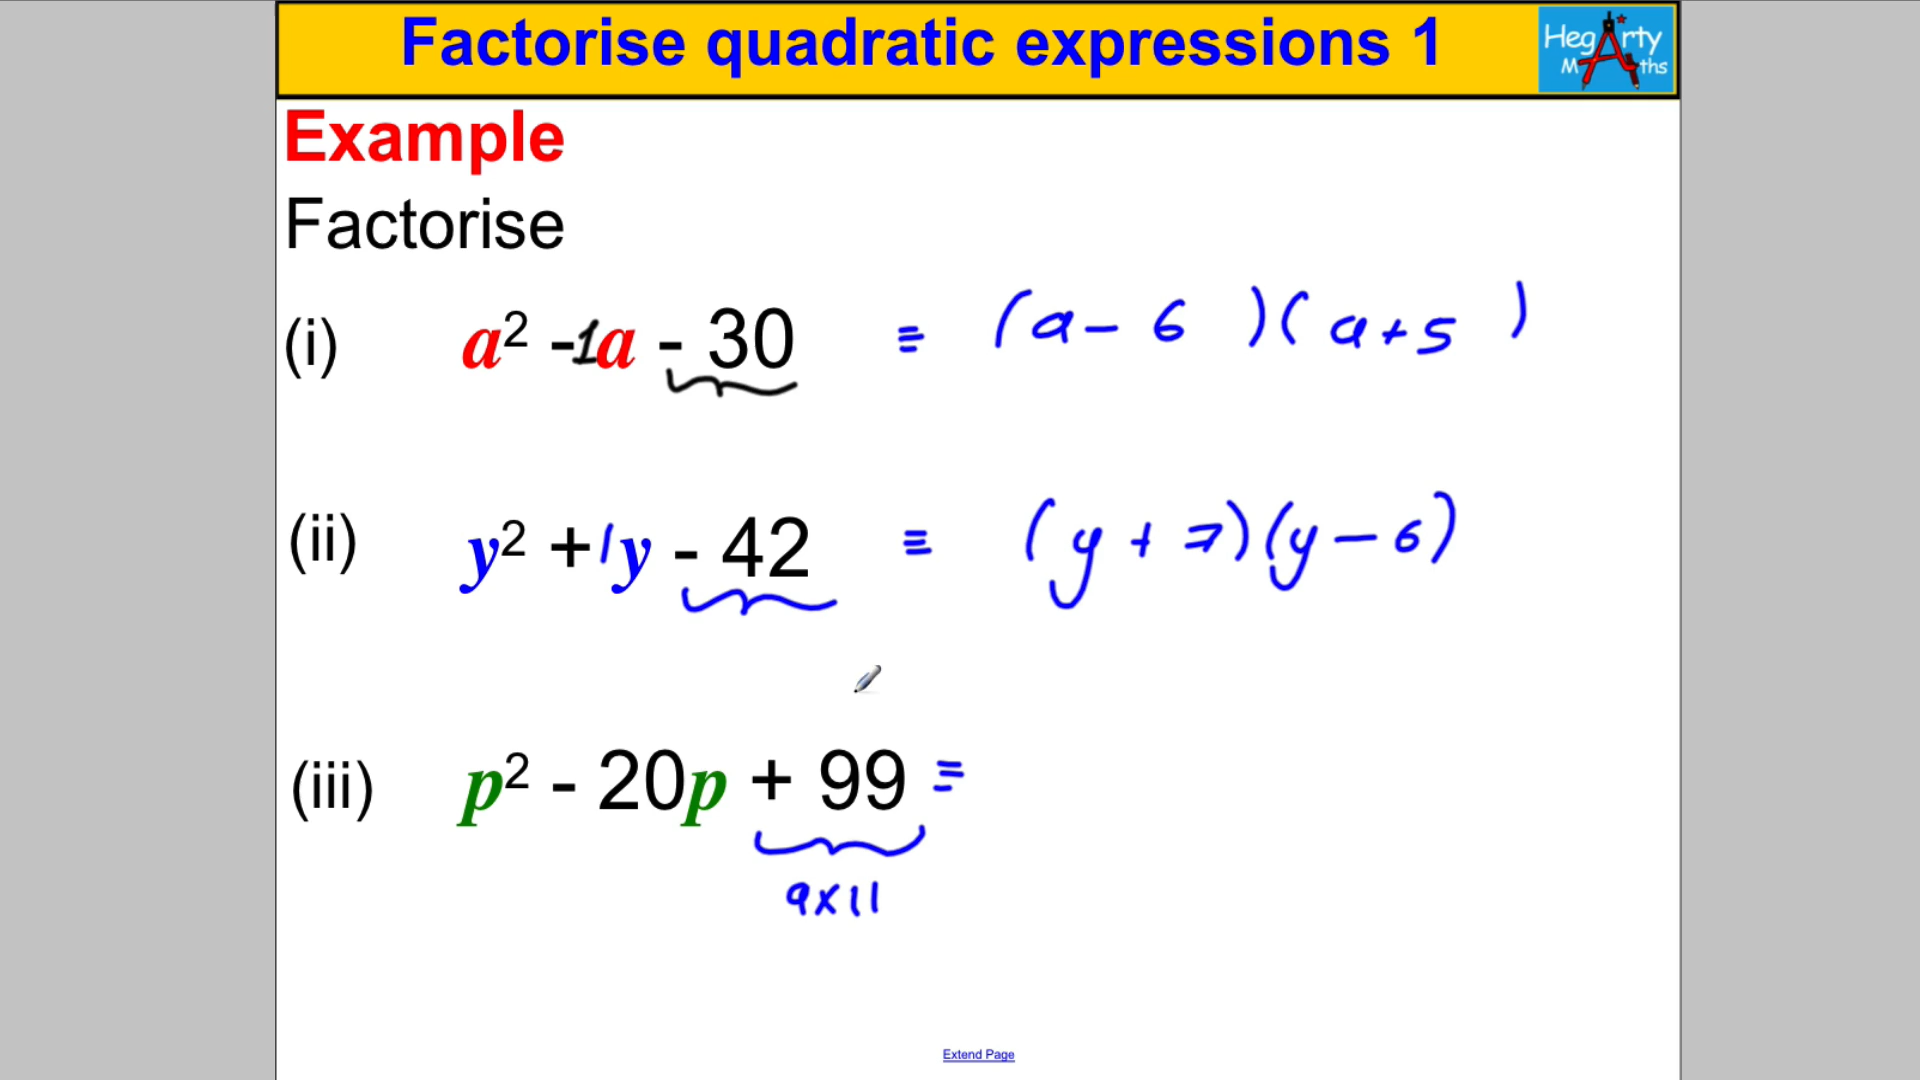 Factorise quadratic expressions 1
Hegarty
Maths
Example
Factorise
(i) a² -1a - 30 ≡ (a - 6 )( a + 5 )
(ii) y² +1y - 42 ≡ (y + 7)(y - 6)
(iii) p² - 20p + 99 ≡
9x11
Extend Page